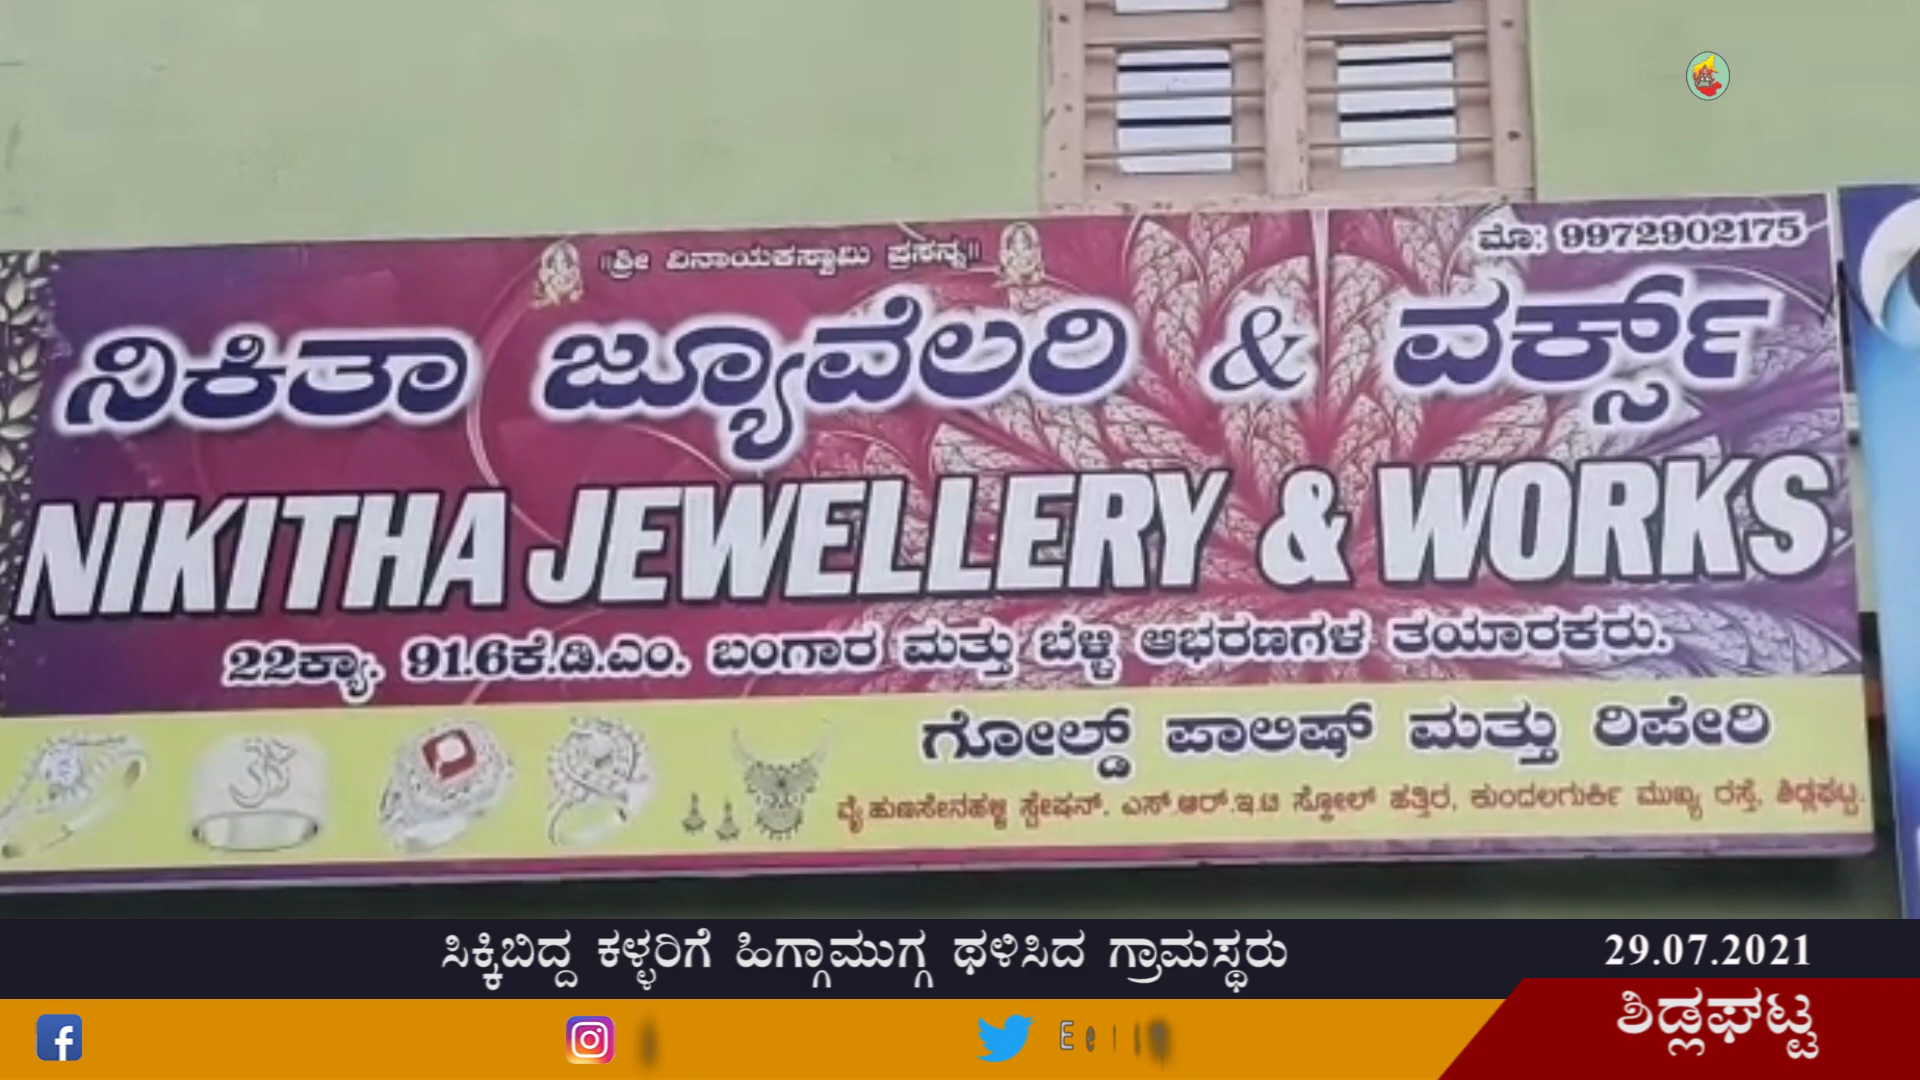 ಮೊ: 9972902175
॥ಶ್ರೀ ವಿನಾಯಕಸ್ವಾಮಿ ಪ್ರಸನ್ನ॥
ನಿಕಿತಾ ಜ್ಯೂವೆಲರಿ & ವರ್ಕ್ಸ್
NIKITHA JEWELLERY & WORKS
22ಕ್ಯಾ. 91.6ಕೆ.ಡಿ.ಎಂ. ಬಂಗಾರ ಮತ್ತು ಬೆಳ್ಳಿ ಆಭರಣಗಳ ತಯಾರಕರು.
ಗೋಲ್ಡ್ ಪಾಲಿಷ್ ಮತ್ತು ರಿಪೇರಿ
ವೈ ಹುಣಸೇನಹಳ್ಳಿ ಸ್ಟೇಷನ್. ಎಸ್.ಆರ್.ಇ.ಟಿ ಸ್ಕೋಲ್ ಹತ್ತಿರ, ಕುಂದಲಗುರ್ಕಿ ಮುಖ್ಯ ರಸ್ತೆ, ಶಿಡ್ಲಘಟ್ಟ.
ಸಿಕ್ಕಿಬಿದ್ದ ಕಳ್ಳರಿಗೆ ಹಿಗ್ಗಾಮುಗ್ಗ ಥಳಿಸಿದ ಗ್ರಾಮಸ್ಥರು
29.07.2021
ಶಿಡ್ಲಘಟ್ಟ